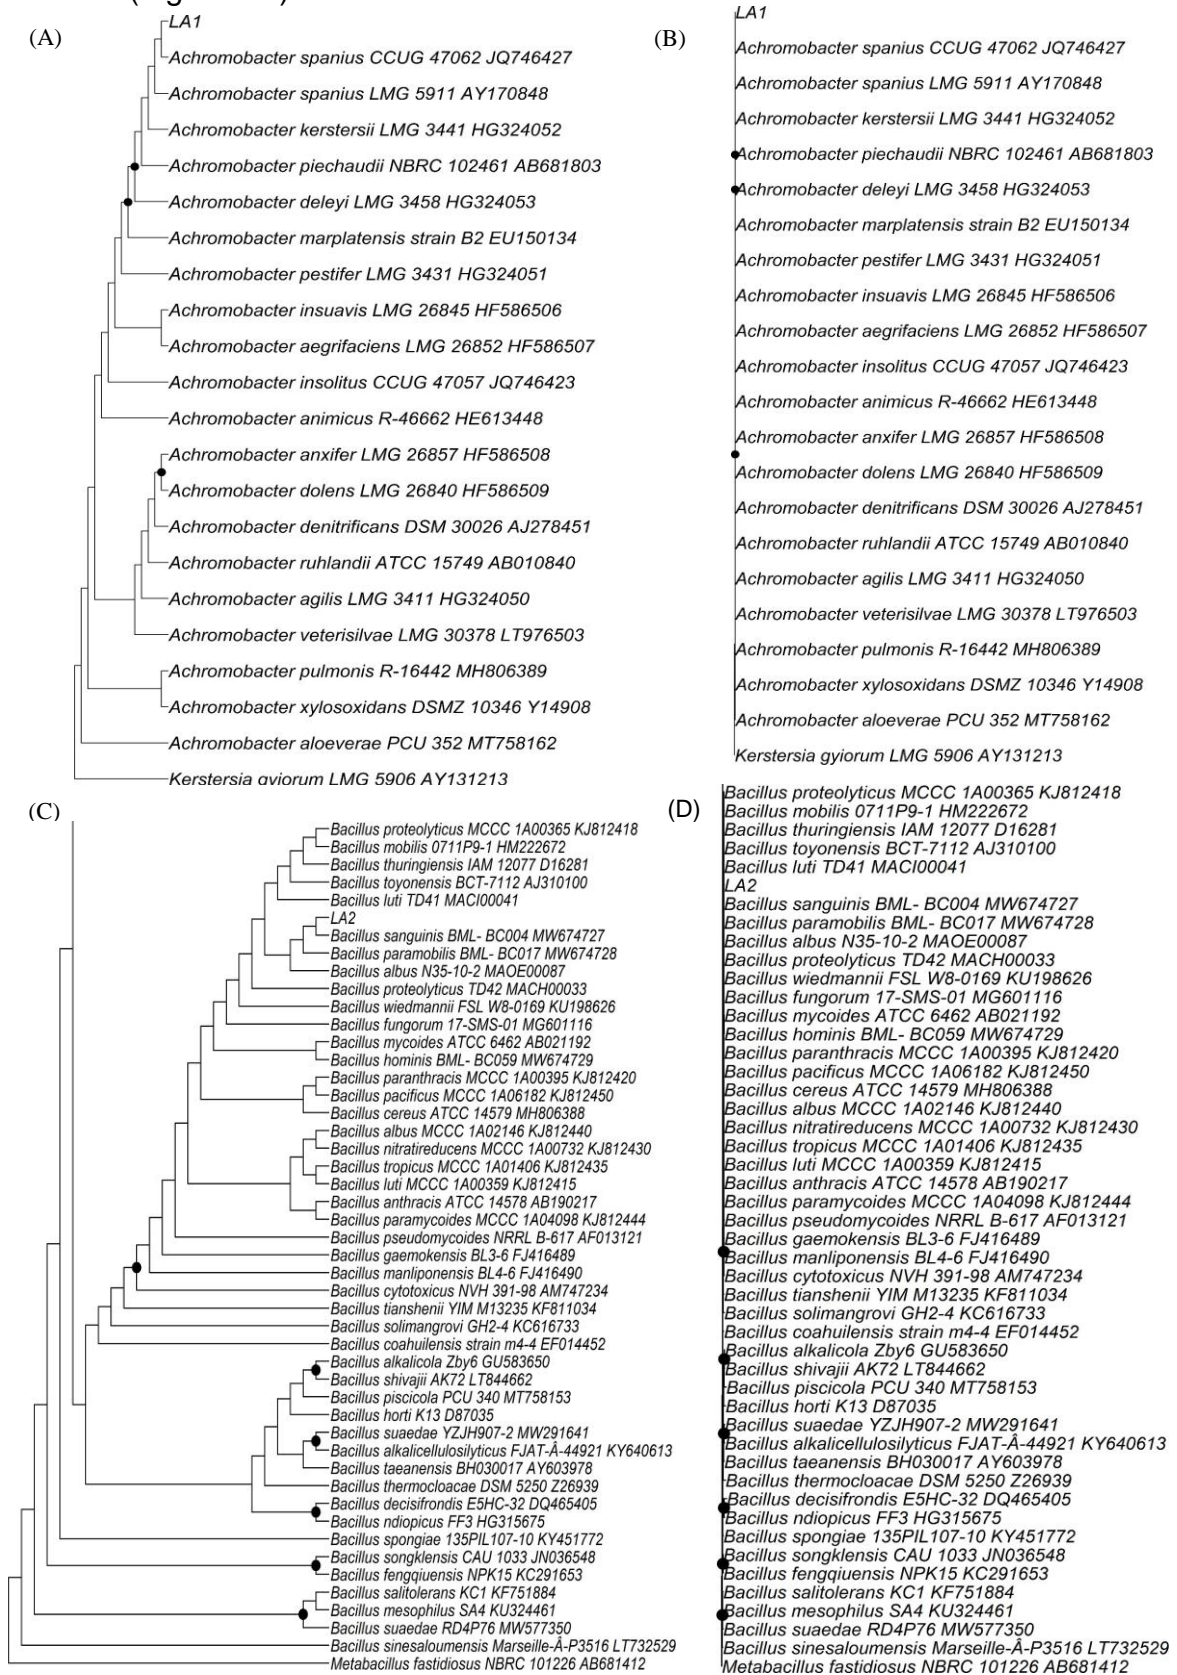 (A)
LA1
Achromobacter spanius CCUG 47062 JQ746427
Achromobacter spanius LMG 5911 AY170848
Achromobacter kerstersii LMG 3441 HG324052
Achromobacter piechaudii NBRC 102461 AB681803
Achromobacter deleyi LMG 3458 HG324053
Achromobacter marplatensis strain B2 EU150134
Achromobacter pestifer LMG 3431 HG324051
Achromobacter insuavis LMG 26845 HF586506
Achromobacter aegrifaciens LMG 26852 HF586507
Achromobacter insolitus CCUG 47057 JQ746423
Achromobacter animicus R-46662 HE613448
Achromobacter anxifer LMG 26857 HF586508
Achromobacter dolens LMG 26840 HF586509
Achromobacter denitrificans DSM 30026 AJ278451
Achromobacter ruhlandii ATCC 15749 AB010840
Achromobacter agilis LMG 3411 HG324050
Achromobacter veterisilvae LMG 30378 LT976503
Achromobacter pulmonis R-16442 MH806389
Achromobacter xylosoxidans DSMZ 10346 Y14908
Achromobacter aloeverae PCU 352 MT758162
Kerstersia gyiorum LMG 5906 AY131213
(B)
LA1
Achromobacter spanius CCUG 47062 JQ746427
Achromobacter spanius LMG 5911 AY170848
Achromobacter kerstersii LMG 3441 HG324052
Achromobacter piechaudii NBRC 102461 AB681803
Achromobacter deleyi LMG 3458 HG324053
Achromobacter marplatensis strain B2 EU150134
Achromobacter pestifer LMG 3431 HG324051
Achromobacter insuavis LMG 26845 HF586506
Achromobacter aegrifaciens LMG 26852 HF586507
Achromobacter insolitus CCUG 47057 JQ746423
Achromobacter animicus R-46662 HE613448
Achromobacter anxifer LMG 26857 HF586508
Achromobacter dolens LMG 26840 HF586509
Achromobacter denitrificans DSM 30026 AJ278451
Achromobacter ruhlandii ATCC 15749 AB010840
Achromobacter agilis LMG 3411 HG324050
Achromobacter veterisilvae LMG 30378 LT976503
Achromobacter pulmonis R-16442 MH806389
Achromobacter xylosoxidans DSMZ 10346 Y14908
Achromobacter aloeverae PCU 352 MT758162
Kerstersia gyiorum LMG 5906 AY131213
(C)
Bacillus proteolyticus MCCC 1A00365 KJ812418
Bacillus mobilis 0711P9-1 HM222672
Bacillus thuringiensis IAM 12077 D16281
Bacillus toyonensis BCT-7112 AJ310100
Bacillus luti TD41 MACI00041
LA2
Bacillus sanguinis BML- BC004 MW674727
Bacillus paramobilis BML- BC017 MW674728
Bacillus albus N35-10-2 MAOE00087
Bacillus proteolyticus TD42 MACH00033
Bacillus wiedmannii FSL W8-0169 KU198626
Bacillus fungorum 17-SMS-01 MG601116
Bacillus mycoides ATCC 6462 AB021192
Bacillus hominis BML- BC059 MW674729
Bacillus paranthracis MCCC 1A00395 KJ812420
Bacillus pacificus MCCC 1A06182 KJ812450
Bacillus cereus ATCC 14579 MH806388
Bacillus albus MCCC 1A02146 KJ812440
Bacillus nitratireducens MCCC 1A00732 KJ812430
Bacillus tropicus MCCC 1A01406 KJ812435
Bacillus luti MCCC 1A00359 KJ812415
Bacillus anthracis ATCC 14578 AB190217
Bacillus paramycoides MCCC 1A04098 KJ812444
Bacillus pseudomycoides NRRL B-617 AF013121
Bacillus gaemokensis BL3-6 FJ416489
Bacillus manliponensis BL4-6 FJ416490
Bacillus cytotoxicus NVH 391-98 AM747234
Bacillus tianshenii YIM M13235 KF811034
Bacillus solimangrovi GH2-4 KC616733
Bacillus coahuilensis strain m4-4 EF014452
Bacillus alkalicola Zby6 GU583650
Bacillus shivajii AK72 LT844662
Bacillus piscicola PCU 340 MT758153
Bacillus horti K13 D87035
Bacillus suaedae YZJH907-2 MW291641
Bacillus alkalicellulosilyticus FJAT-Â-44921 KY640613
Bacillus taeanensis BH030017 AY603978
Bacillus thermocloacae DSM 5250 Z26939
Bacillus decisifrondis E5HC-32 DQ465405
Bacillus ndiopicus FF3 HG315675
Bacillus spongiae 135PIL107-10 KY451772
Bacillus songklensis CAU 1033 JN036548
Bacillus fengqiuensis NPK15 KC291653
Bacillus salitolerans KC1 KF751884
Bacillus mesophilus SA4 KU324461
Bacillus suaedae RD4P76 MW577350
Bacillus sinesaloumensis Marseille-Â-P3516 LT732529
Metabacillus fastidiosus NBRC 101226 AB681412
(D)
Bacillus proteolyticus MCCC 1A00365 KJ812418
Bacillus mobilis 0711P9-1 HM222672
Bacillus thuringiensis IAM 12077 D16281
Bacillus toyonensis BCT-7112 AJ310100
Bacillus luti TD41 MACI00041
LA2
Bacillus sanguinis BML- BC004 MW674727
Bacillus paramobilis BML- BC017 MW674728
Bacillus albus N35-10-2 MAOE00087
Bacillus proteolyticus TD42 MACH00033
Bacillus wiedmannii FSL W8-0169 KU198626
Bacillus fungorum 17-SMS-01 MG601116
Bacillus mycoides ATCC 6462 AB021192
Bacillus hominis BML- BC059 MW674729
Bacillus paranthracis MCCC 1A00395 KJ812420
Bacillus pacificus MCCC 1A06182 KJ812450
Bacillus cereus ATCC 14579 MH806388
Bacillus albus MCCC 1A02146 KJ812440
Bacillus nitratireducens MCCC 1A00732 KJ812430
Bacillus tropicus MCCC 1A01406 KJ812435
Bacillus luti MCCC 1A00359 KJ812415
Bacillus anthracis ATCC 14578 AB190217
Bacillus paramycoides MCCC 1A04098 KJ812444
Bacillus pseudomycoides NRRL B-617 AF013121
Bacillus gaemokensis BL3-6 FJ416489
Bacillus manliponensis BL4-6 FJ416490
Bacillus cytotoxicus NVH 391-98 AM747234
Bacillus tianshenii YIM M13235 KF811034
Bacillus solimangrovi GH2-4 KC616733
Bacillus coahuilensis strain m4-4 EF014452
Bacillus alkalicola Zby6 GU583650
Bacillus shivajii AK72 LT844662
Bacillus piscicola PCU 340 MT758153
Bacillus horti K13 D87035
Bacillus suaedae YZJH907-2 MW291641
Bacillus alkalicellulosilyticus FJAT-Â-44921 KY640613
Bacillus taeanensis BH030017 AY603978
Bacillus thermocloacae DSM 5250 Z26939
Bacillus decisifrondis E5HC-32 DQ465405
Bacillus ndiopicus FF3 HG315675
Bacillus spongiae 135PIL107-10 KY451772
Bacillus songklensis CAU 1033 JN036548
Bacillus fengqiuensis NPK15 KC291653
Bacillus salitolerans KC1 KF751884
Bacillus mesophilus SA4 KU324461
Bacillus suaedae RD4P76 MW577350
Bacillus sinesaloumensis Marseille-Â-P3516 LT732529
Metabacillus fastidiosus NBRC 101226 AB681412